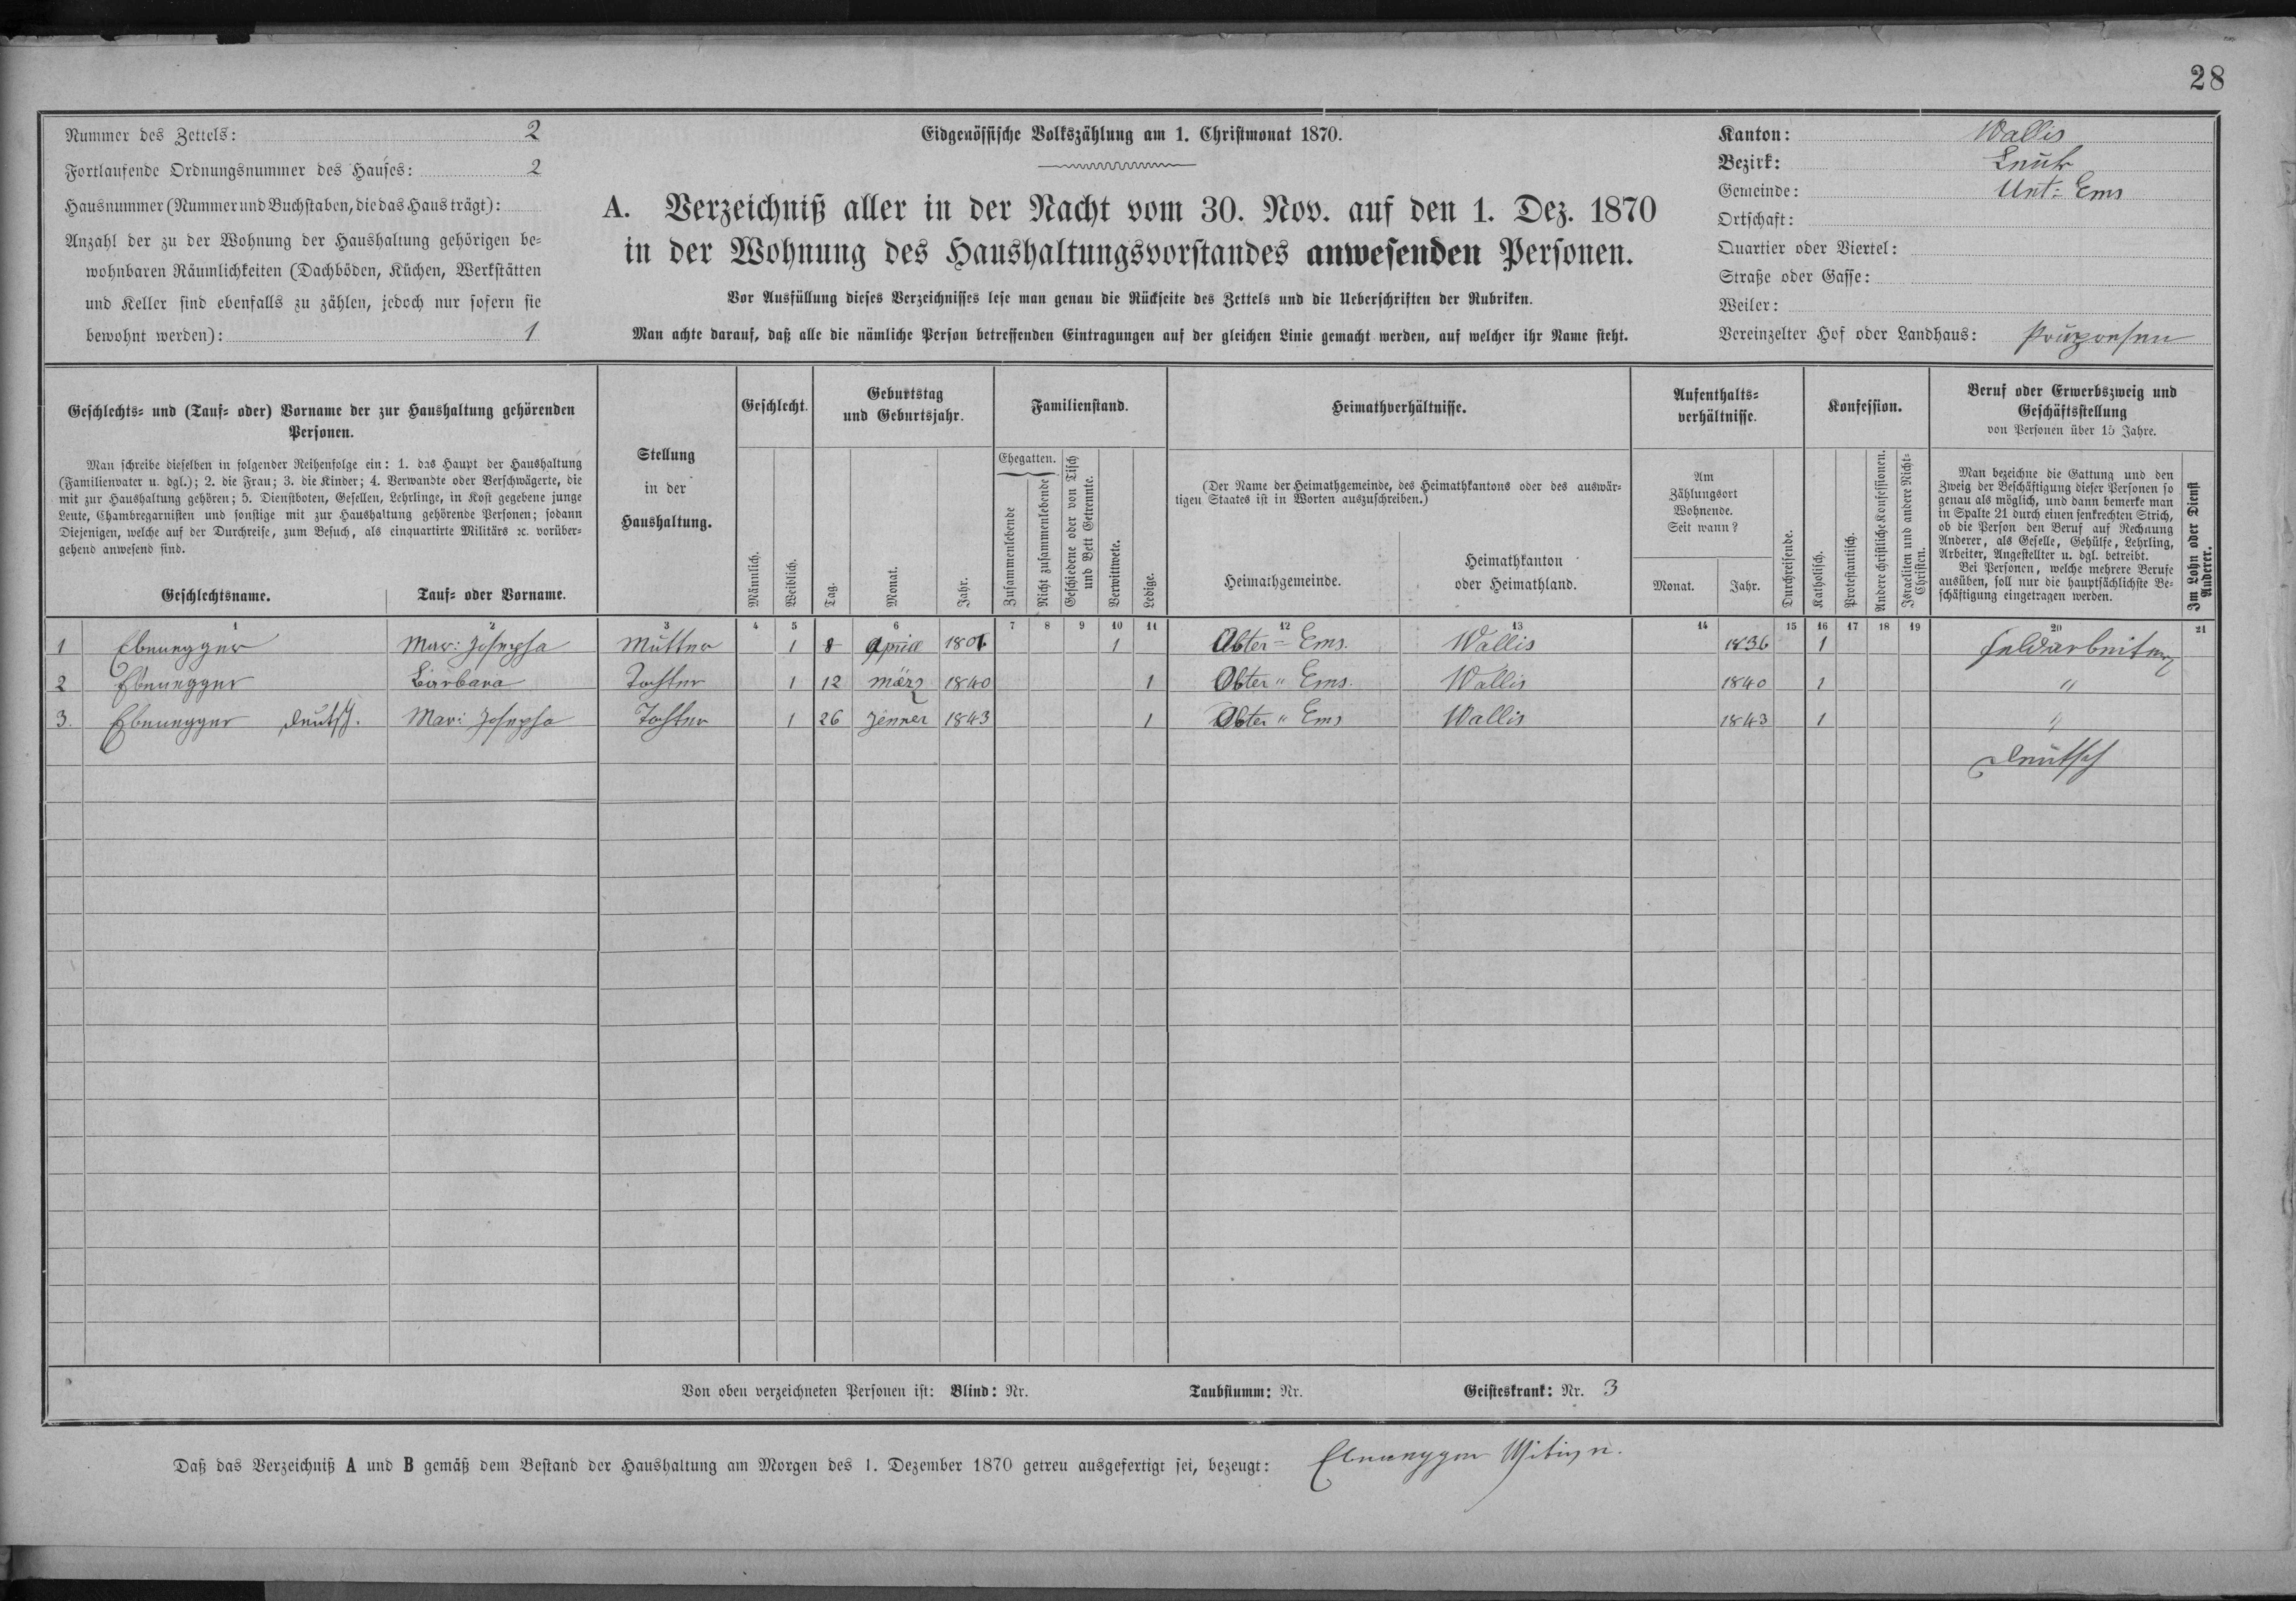 28
Nummer des Zettels: 2
Fortlaufende Ordnungsnummer des Hauses: 2
Hausnummer (Nummer und Buchstaben, die das Haus trägt):
Anzahl der zu der Wohnung der Haushaltung gehörigen be=
wohnbaren Räumlichkeiten (Dachböden, Küchen, Werkstätten
und Keller sind ebenfalls zu zählen, jedoch nur sofern sie
bewohnt werden): 1
Eidgenössische Volkszählung am 1. Christmonat 1870.
A. Verzeichniß aller in der Nacht vom 30. Nov. auf den 1. Dez. 1870
in der Wohnung des Haushaltungsvorstandes anwesenden Personen.
Vor Ausfüllung dieses Verzeichnisses lese man genau die Rückseite des Zettels und die Ueberschriften der Rubriken.
Man achte darauf, daß alle die nämliche Person betreffenden Eintragungen auf der gleichen Linie gemacht werden, auf welcher ihr Name steht.
Kanton: Wallis
Bezirk: Leuk
Gemeinde: Unt: Ems
Ortschaft:
Quartier oder Viertel:
Straße oder Gasse:
Weiler:
Vereinzelter Hof oder Landhaus:
Geschlechts= und (Tauf= oder) Vorname der zur Haushaltung gehörenden
Personen.
Man schreibe dieselben in folgender Reihenfolge ein: 1. das Haupt der Haushaltung
(Familienvater u. dgl.); 2. die Frau; 3. die Kinder; 4. Verwandte oder Verschwägerte, die
mit zur Haushaltung gehören; 5. Dienstboten, Gesellen, Lehrlinge, in Kost gegebene junge
Leute, Chambregarnisten und sonstige mit zur Haushaltung gehörende Personen; sodann
Diejenigen, welche auf der Durchreise, zum Besuch, als einquartirte Militärs ꝛc. vorüber=
gehend anwesend sind.
Geschlechtsname.
Tauf= oder Vorname.
Stellung
in der
Haushaltung.
Geschlecht.
Männlich.
Weiblich.
Geburtstag
und Geburtsjahr.
Tag.
Monat.
Jahr.
Familienstand.
Ehegatten.
Zusammenlebende
Nicht zusammenlebende
Geschiedene oder von Tisch
und Bett Getrennte.
Verwittwete.
Ledige.
Heimathverhältnisse.
(Der Name der Heimathgemeinde, des Heimathkantons oder des auswär=
tigen Staates ist in Worten auszuschreiben.)
Heimathgemeinde.
Heimathkanton
oder Heimathland.
Aufenthalts=
verhältnisse.
Am
Zählungsort
Wohnende.
Seit wann?
Monat.
Jahr.
Durchreisende.
Konfession.
Katholisch.
Protestantisch.
Andere christliche Konfessionen.
Israeliten und andere Nicht=
Christen.
Beruf oder Erwerbszweig und
Geschäftsstellung
von Personen über 15 Jahre.
Man bezeichne die Gattung und den
Zweig der Beschäftigung dieser Personen so
genau als möglich, und dann bemerke man
in Spalte 21 durch einen senkrechten Strich,
ob die Person den Beruf auf Rechnung
Anderer, als Geselle, Gehülfe, Lehrling,
Arbeiter, Angestellter u. dgl. betreibt.
Bei Personen, welche mehrere Berufe
ausüben, soll nur die hauptsächlichste Be=
schäftigung eingetragen werden.
Im Lohn oder Dienst
Anderer.
1 2 3 4 5 6 7 8 9 10 11 12 13 14 15 16 17 18 19 20 21
1 Ebenegger Mar: Josepha Mutter 1 8 Aprill 1801 1 Obter = Ems. Wallis 1836 1 Feldarbeiterz
2 Ebenegger Barbara Tochter 1 12 märz 1840 1 Obter " Ems. Wallis 1840 1 "
3. Ebenegger deutsch. Mar: Josepha Tochter 1 26 Jenner 1843 1 Obter " Ems Wallis 1843 1 "
deutsch
Von oben verzeichneten Personen ist: Blind: Nr. Taubstumm: Nr. Geisteskrank: Nr. 3
Daß das Verzeichniß A und B gemäß dem Bestand der Haushaltung am Morgen des 1. Dezember 1870 getreu ausgefertigt sei, bezeugt: Ebenegger